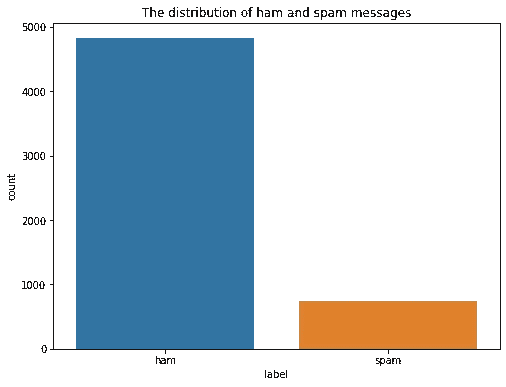 The distribution of ham and spam messages
5000
4000
3000
2000
1000
0
count
ham
spam
label